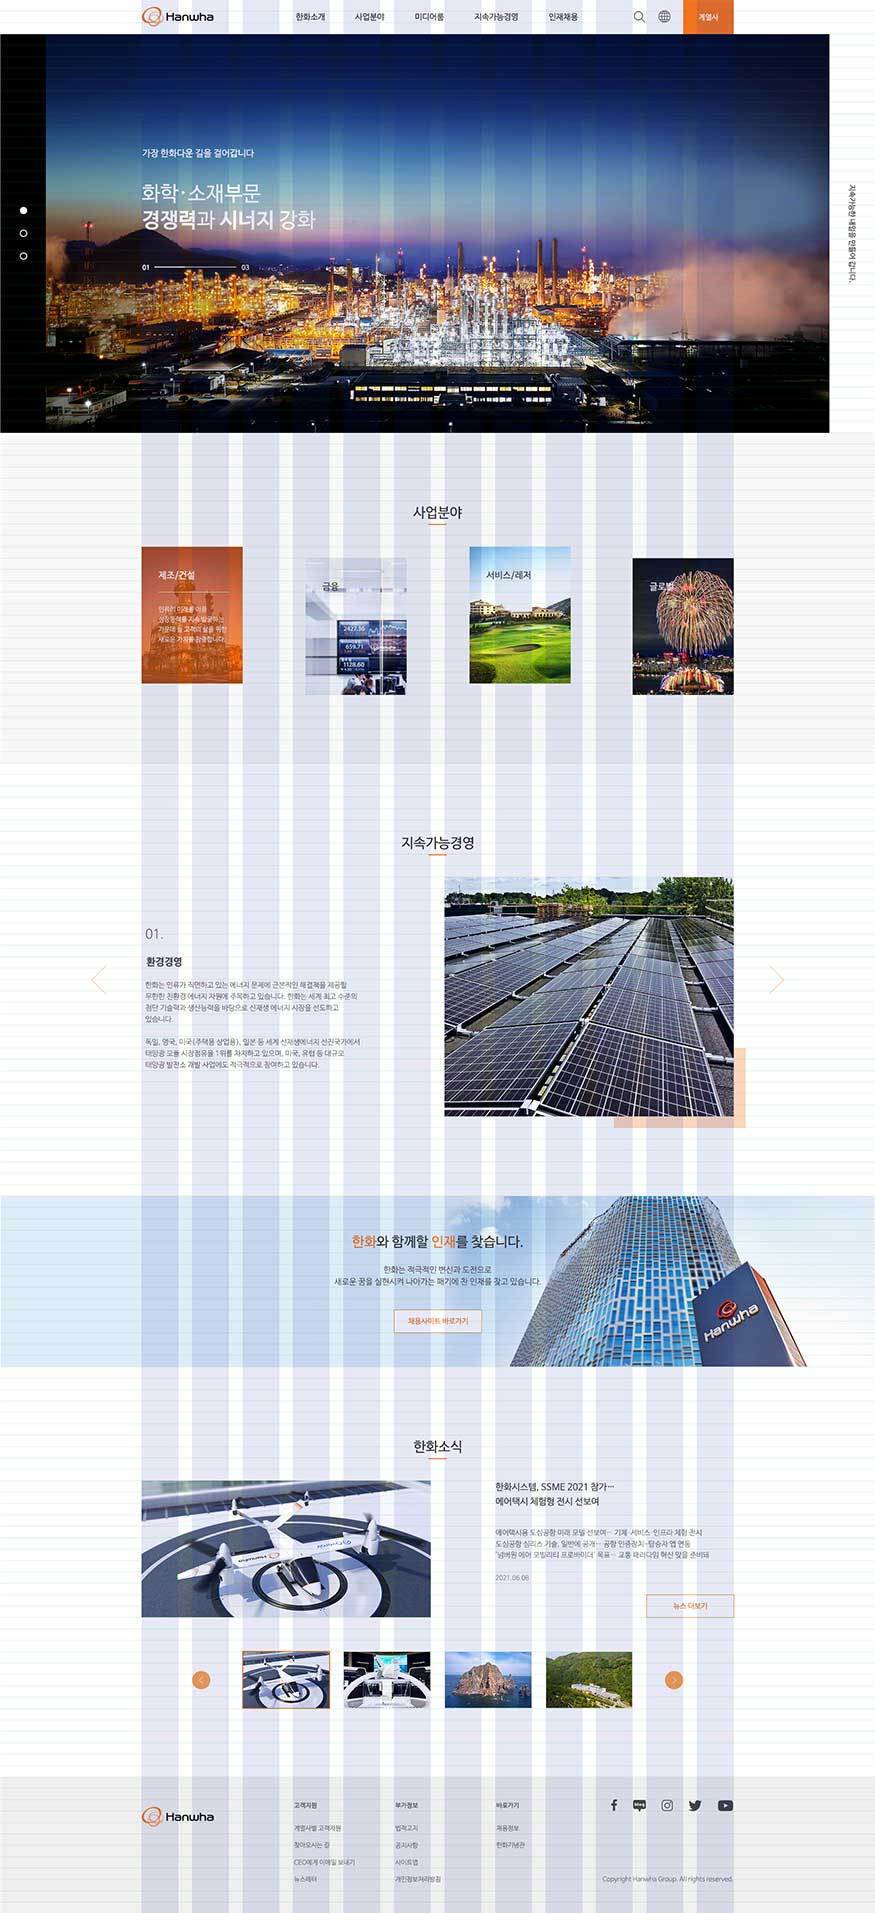 Hanwha
한화소개 사업분야 미디어룸 지속가능경영 인재채용 계열사
가장 한화다운 길을 걸어갑니다
화학·소재부문
경쟁력과 시너지 강화
01 03
지속가능한 내일을 만들어 갑니다.
사업분야
제조/건설
인류의 미래를 이끌
성장동력을 지속 발굴하는
가운데 늘 고객의 삶을 위한
새로운 가치를 창출합니다.
금융
2427.36
659.71
1128.60
서비스/레저
글로벌
지속가능경영
01.
환경경영
한화는 인류가 직면하고 있는 에너지 문제에 근본적인 해결책을 제공할
무한한 친환경 에너지 자원에 주목하고 있습니다. 한화는 세계 최고 수준의
첨단 기술력과 생산능력을 바탕으로 신재생 에너지 시장을 선도하고
있습니다.
독일, 영국, 미국(주택용 상업용), 일본 등 세계 신재생에너지 선진국가에서
태양광 모듈 시장점유율 1위를 차지하고 있으며, 미국, 유럽 등 대규모
태양광 발전소 개발 사업에도 적극적으로 참여하고 있습니다.
한화와 함께할 인재를 찾습니다.
한화는 적극적인 변신과 도전으로
새로운 꿈을 실현시켜 나아가는 패기에 찬 인재를 찾고 있습니다.
채용사이트 바로가기
Hanwha
한화소식
한화시스템, SSME 2021 참가…
에어택시 체험형 전시 선보여
에어택시용 도심공항 미래 모델 선보여… 기체·서비스·인프라 체험 전시
도심공항 심리스 기술, 일반에 공개… 공항 인증장치·탑승자 앱 연동
'넘버원 에어 모빌리티 프로바이더' 목표… 교통 패러다임 혁신 맞을 준비돼
2021.06.08
뉴스 더보기
Hanwha
고객지원 부가정보 바로가기
계열사별 고객지원 법적고지 채용정보
찾아오시는 길 공지사항 한화기념관
CEO에게 이메일 보내기 사이트맵
뉴스레터 개인정보처리방침
Copyright Hanwha Group. All rights reserved.